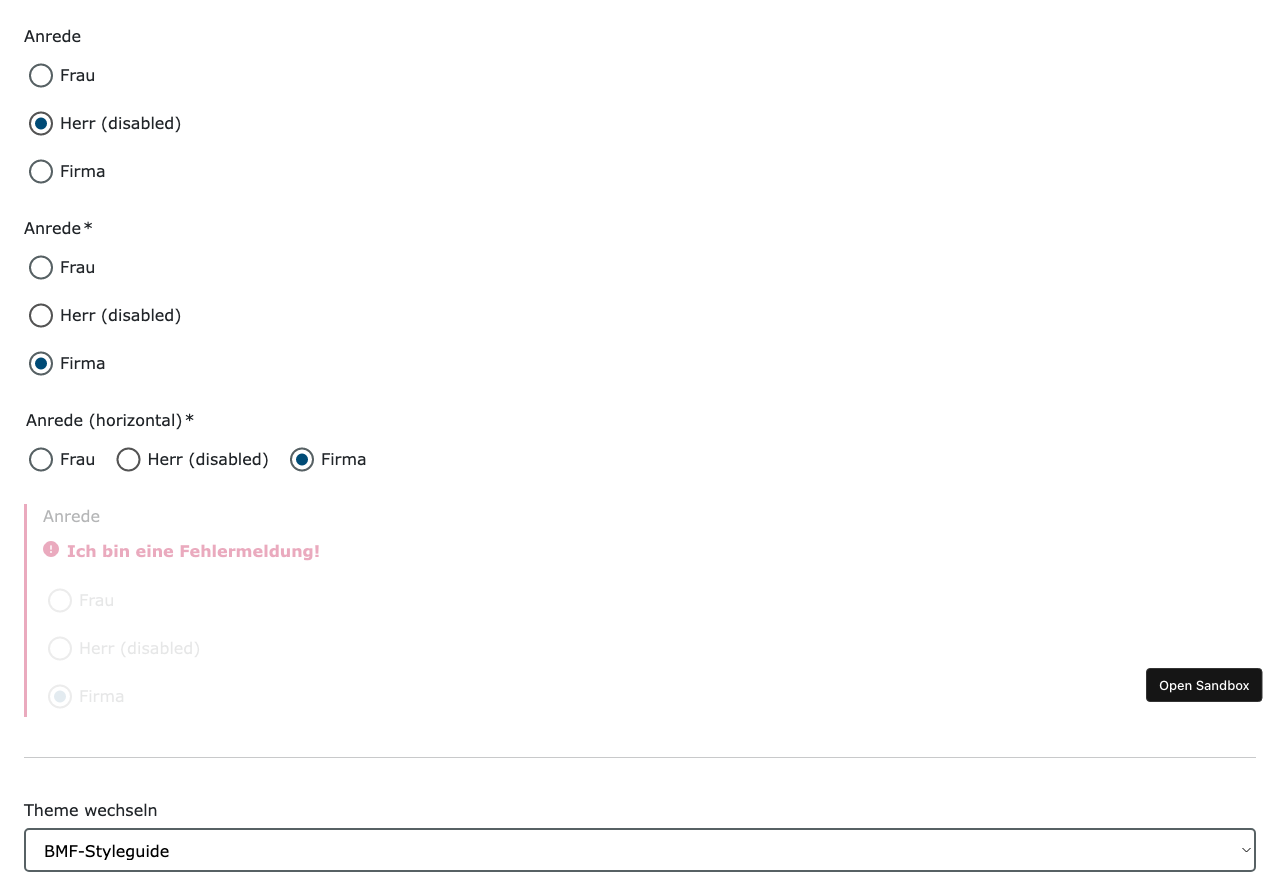 Anrede
Frau
Herr (disabled)
Firma
Anrede*
Frau
Herr (disabled)
Firma
Anrede (horizontal)*
Frau Herr (disabled) Firma
Anrede
Ich bin eine Fehlermeldung!
Frau
Herr (disabled)
Firma
Open Sandbox
Theme wechseln
BMF-Styleguide